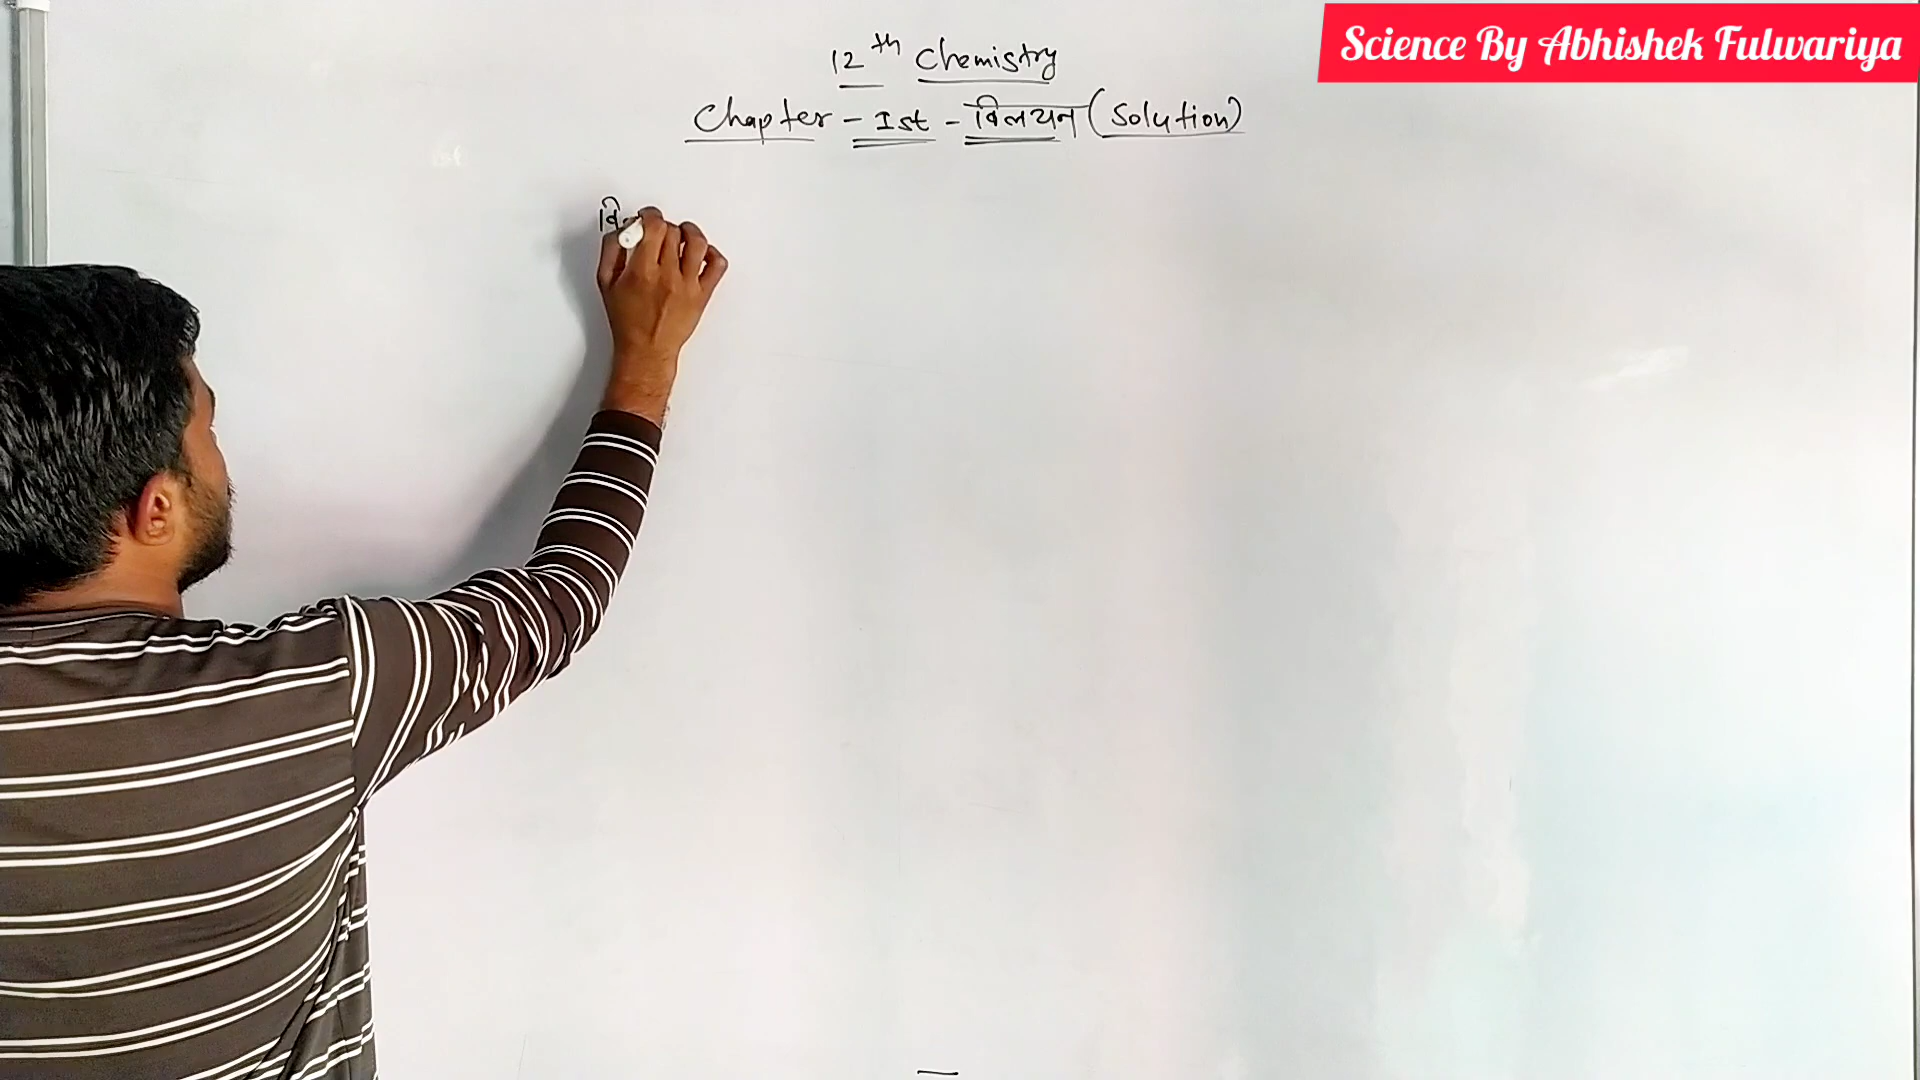 Science By Abhishek Fulwariya
12th Chemistry
Chapter - Ist - विलयन (Solution)